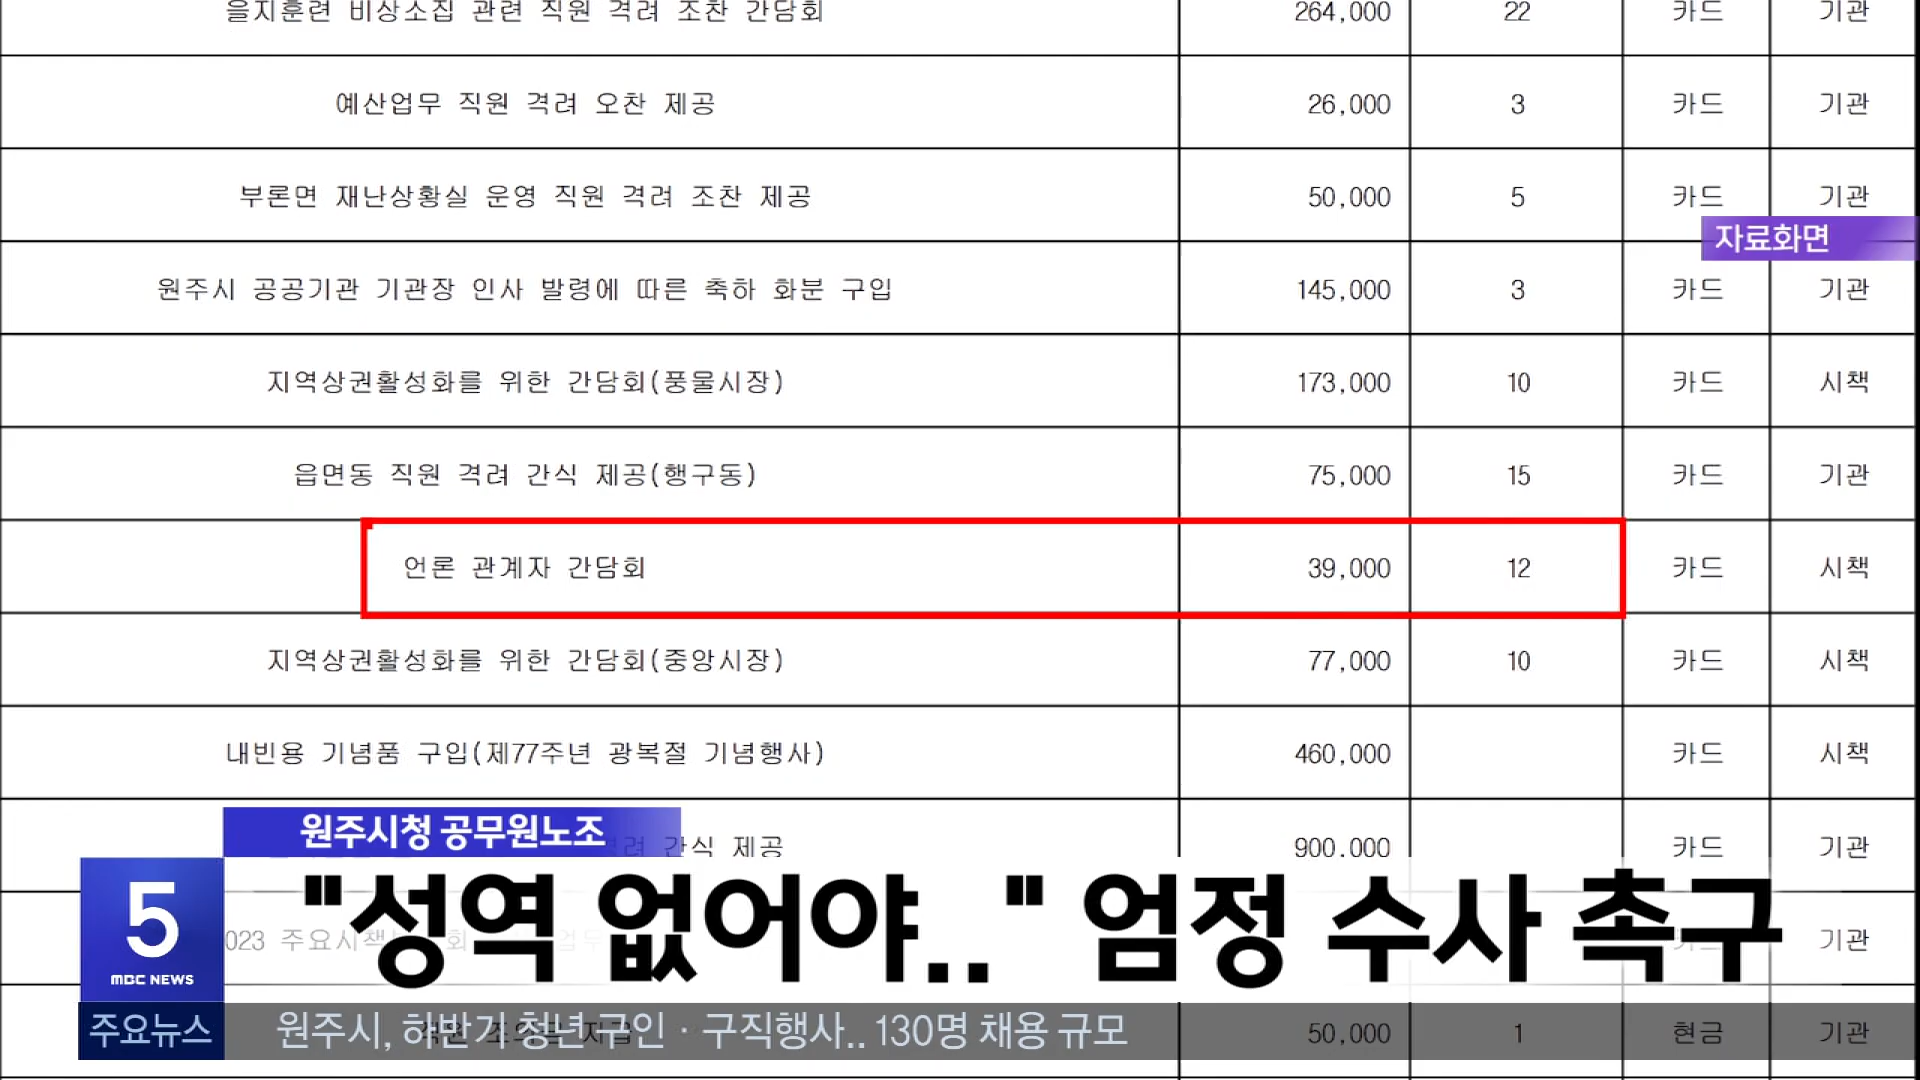 을지훈련 비상소집 관련 직원 격려 조찬 간담회 264,000 22 카드 기관
예산업무 직원 격려 오찬 제공 26,000 3 카드 기관
부론면 재난상황실 운영 직원 격려 조찬 제공 50,000 5 카드 기관
자료화면
원주시 공공기관 기관장 인사 발령에 따른 축하 화분 구입 145,000 3 카드 기관
지역상권활성화를 위한 간담회(풍물시장) 173,000 10 카드 시책
읍면동 직원 격려 간식 제공(행구동) 75,000 15 카드 기관
언론 관계자 간담회 39,000 12 카드 시책
지역상권활성화를 위한 간담회(중앙시장) 77,000 10 카드 시책
내빈용 기념품 구입(제77주년 광복절 기념행사) 460,000 카드 시책
원주시청 공무원노조
간식 제공 900,000 카드 기관
5 MBC NEWS
"성역 없어야.." 엄정 수사 촉구
023 주요시책 기관
주요뉴스
원주시, 하반기 청년 구인·구직행사.. 130명 채용 규모
50,000 1 현금 기관